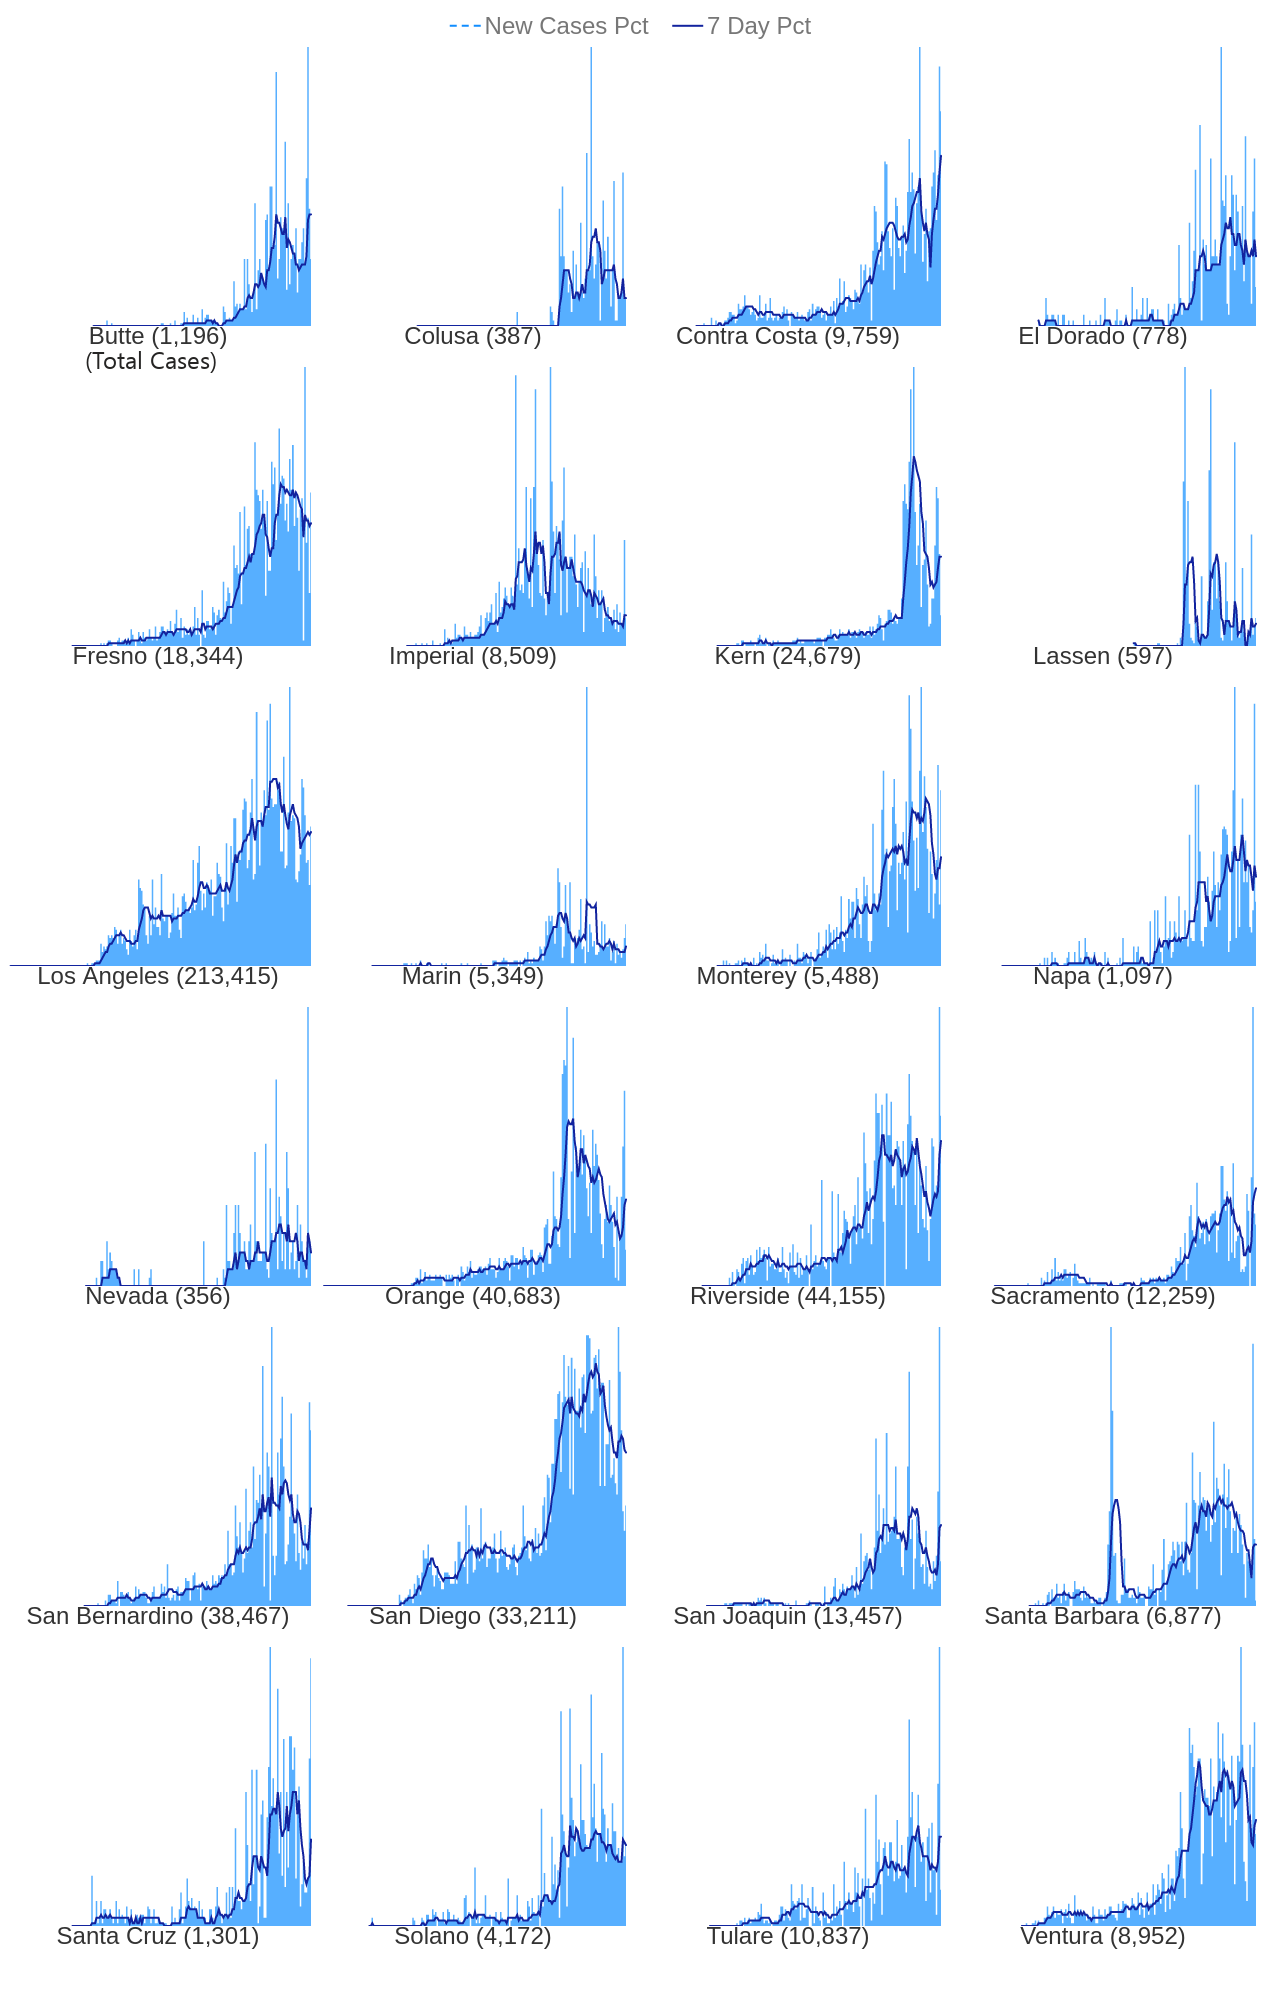 New Cases Pct 7 Day Pct
Butte (1,196) Colusa (387) Contra Costa (9,759) El Dorado (778)
(Total Cases)
Fresno (18,344) Imperial (8,509) Kern (24,679) Lassen (597)
Los Angeles (213,415) Marin (5,349) Monterey (5,488) Napa (1,097)
Nevada (356) Orange (40,683) Riverside (44,155) Sacramento (12,259)
San Bernardino (38,467) San Diego (33,211) San Joaquin (13,457) Santa Barbara (6,877)
Santa Cruz (1,301) Solano (4,172) Tulare (10,837) Ventura (8,952)